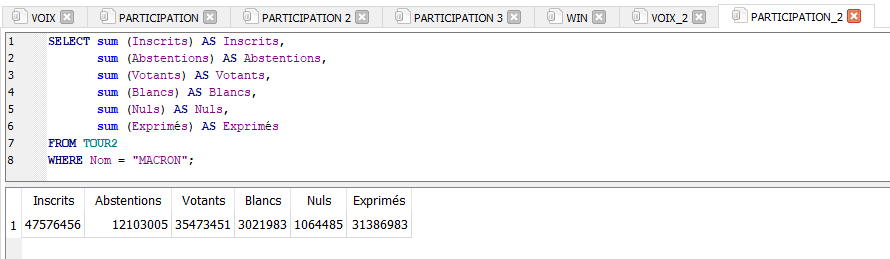 VOIX PARTICIPATION PARTICIPATION 2 PARTICIPATION 3 WIN VOIX_2 PARTICIPATION_2
1 SELECT sum (Inscrits) AS Inscrits,
2 sum (Abstentions) AS Abstentions,
3 sum (Votants) AS Votants,
4 sum (Blancs) AS Blancs,
5 sum (Nuls) AS Nuls,
6 sum (Exprimés) AS Exprimés
7 FROM TOUR2
8 WHERE Nom = "MACRON";
Inscrits Abstentions Votants Blancs Nuls Exprimés
1 47576456 12103005 35473451 3021983 1064485 31386983